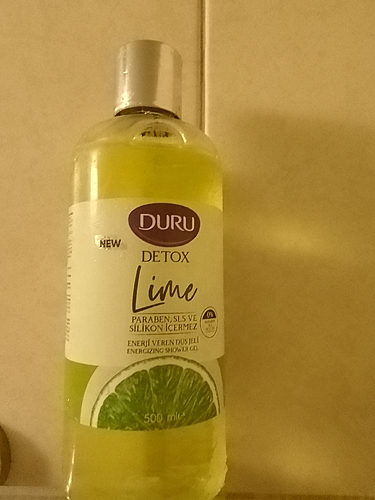 DURU
NEW
DETOX
Lime
PARABEN, SLS VE
SİLİKON İÇERMEZ
ENERJİ VEREN DUŞ JELİ
ENERGIZING SHOWER GEL
500 ml e